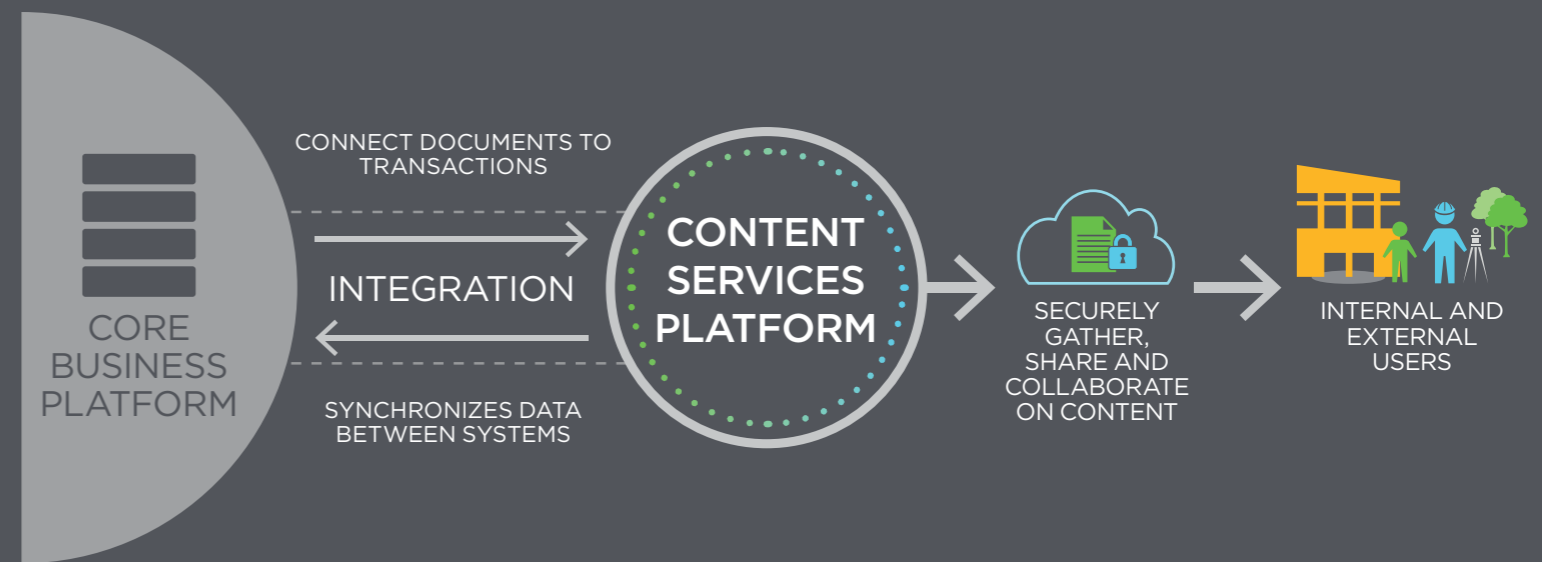 CORE
BUSINESS
PLATFORM
CONNECT DOCUMENTS TO
TRANSACTIONS
INTEGRATION
SYNCHRONIZES DATA
BETWEEN SYSTEMS
CONTENT
SERVICES
PLATFORM
SECURELY
GATHER,
SHARE AND
COLLABORATE
ON CONTENT
INTERNAL AND
EXTERNAL
USERS